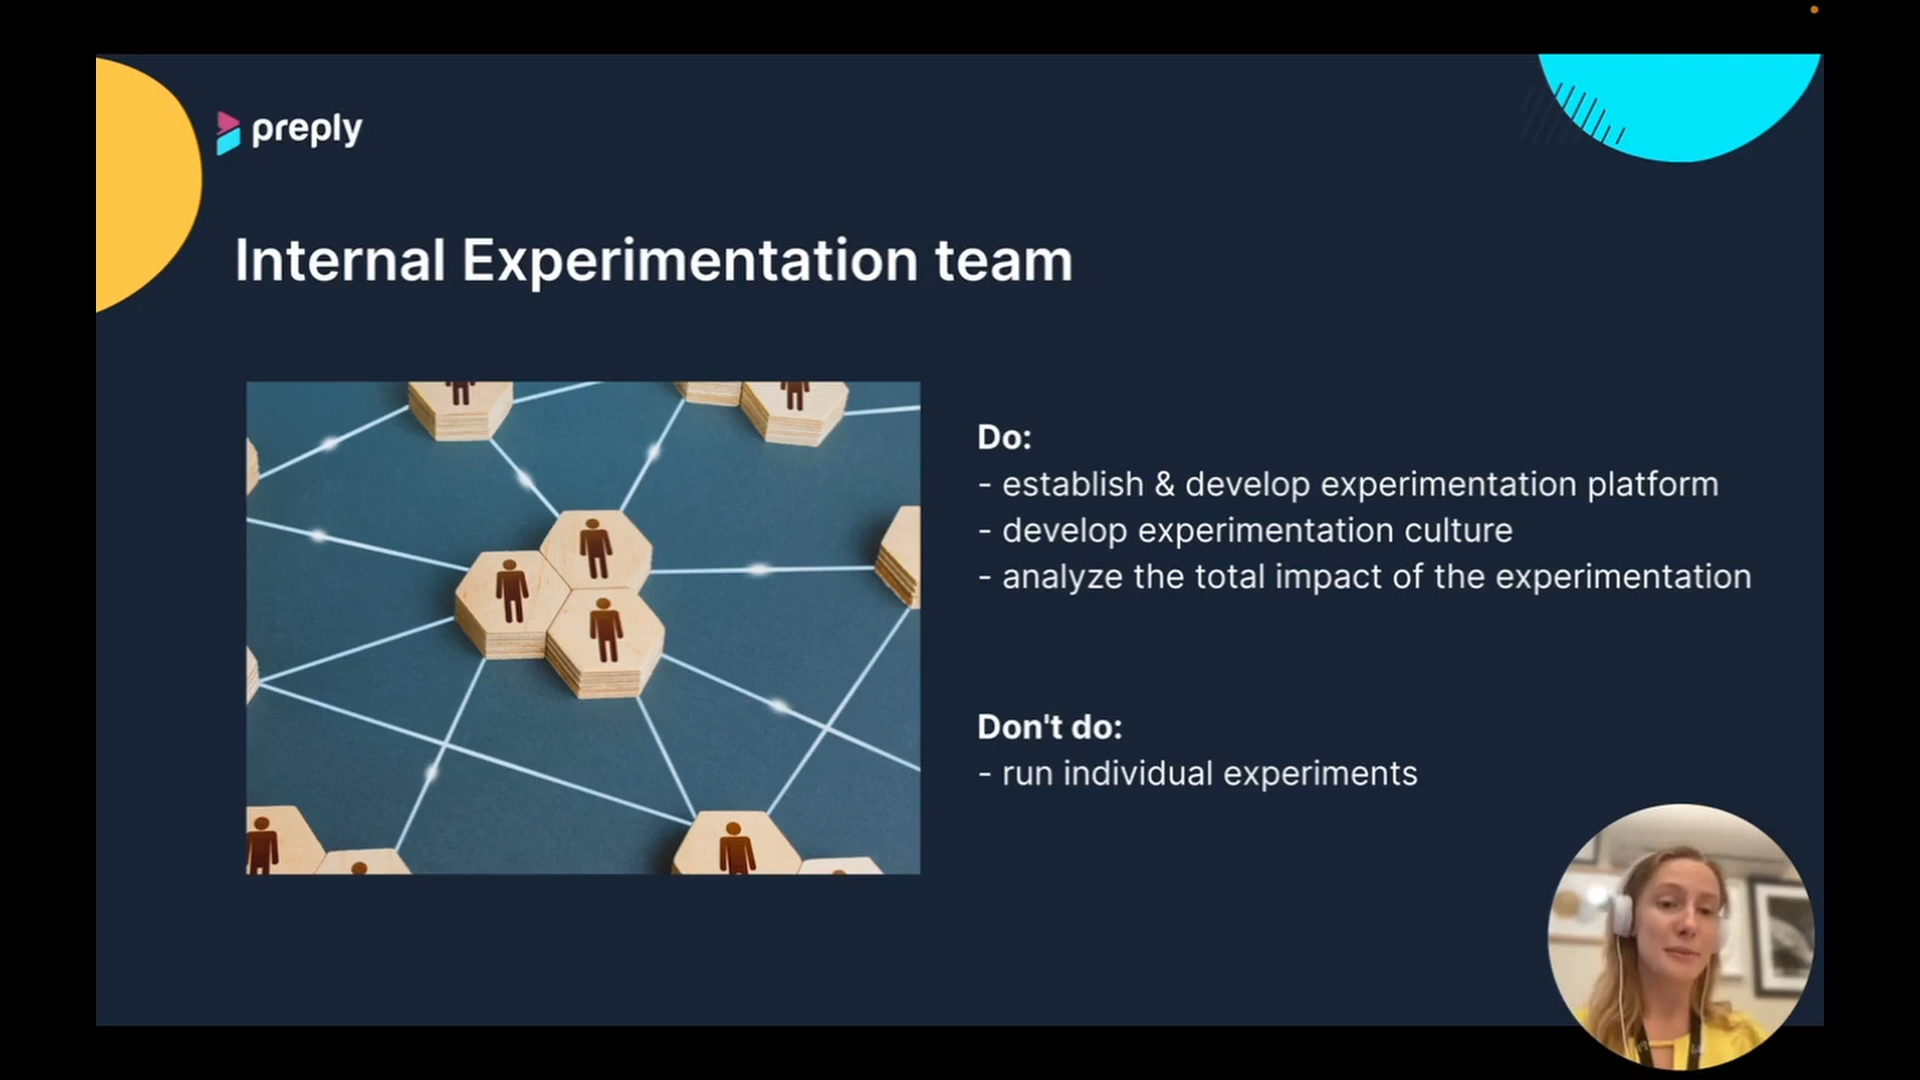 preply
Internal Experimentation team
Do:
- establish & develop experimentation platform
- develop experimentation culture
- analyze the total impact of the experimentation
Don't do:
- run individual experiments